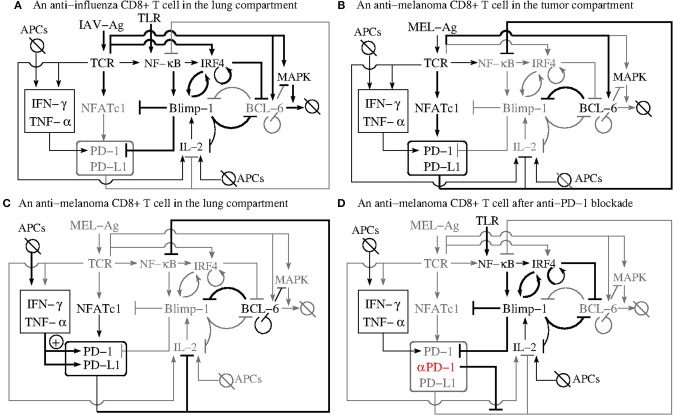 A An anti–influenza CD8+ T cell in the lung compartment
TLR
IAV–Ag
APCs
TCR NF–κB IRF4
MAPK
IFN–γ
TNF–α
NFATc1 Blimp–1 BCL–6
PD–1
PD–L1
IL–2
APCs
B An anti–melanoma CD8+ T cell in the tumor compartment
MEL–Ag
APCs
TCR NF–κB IRF4
MAPK
IFN–γ
TNF–α
NFATc1 Blimp–1 BCL–6
PD–1
PD–L1
IL–2
APCs
C An anti–melanoma CD8+ T cell in the lung compartment
MEL–Ag
APCs
TCR NF–κB IRF4
MAPK
IFN–γ
TNF–α
NFATc1 Blimp–1 BCL–6
+
PD–1
PD–L1
IL–2
APCs
D An anti–melanoma CD8+ T cell after anti–PD–1 blockade
MEL–Ag TLR
APCs
TCR NF–κB IRF4
MAPK
IFN–γ
TNF–α
NFATc1 Blimp–1 BCL–6
PD–1
αPD–1
PD–L1
IL–2
APCs